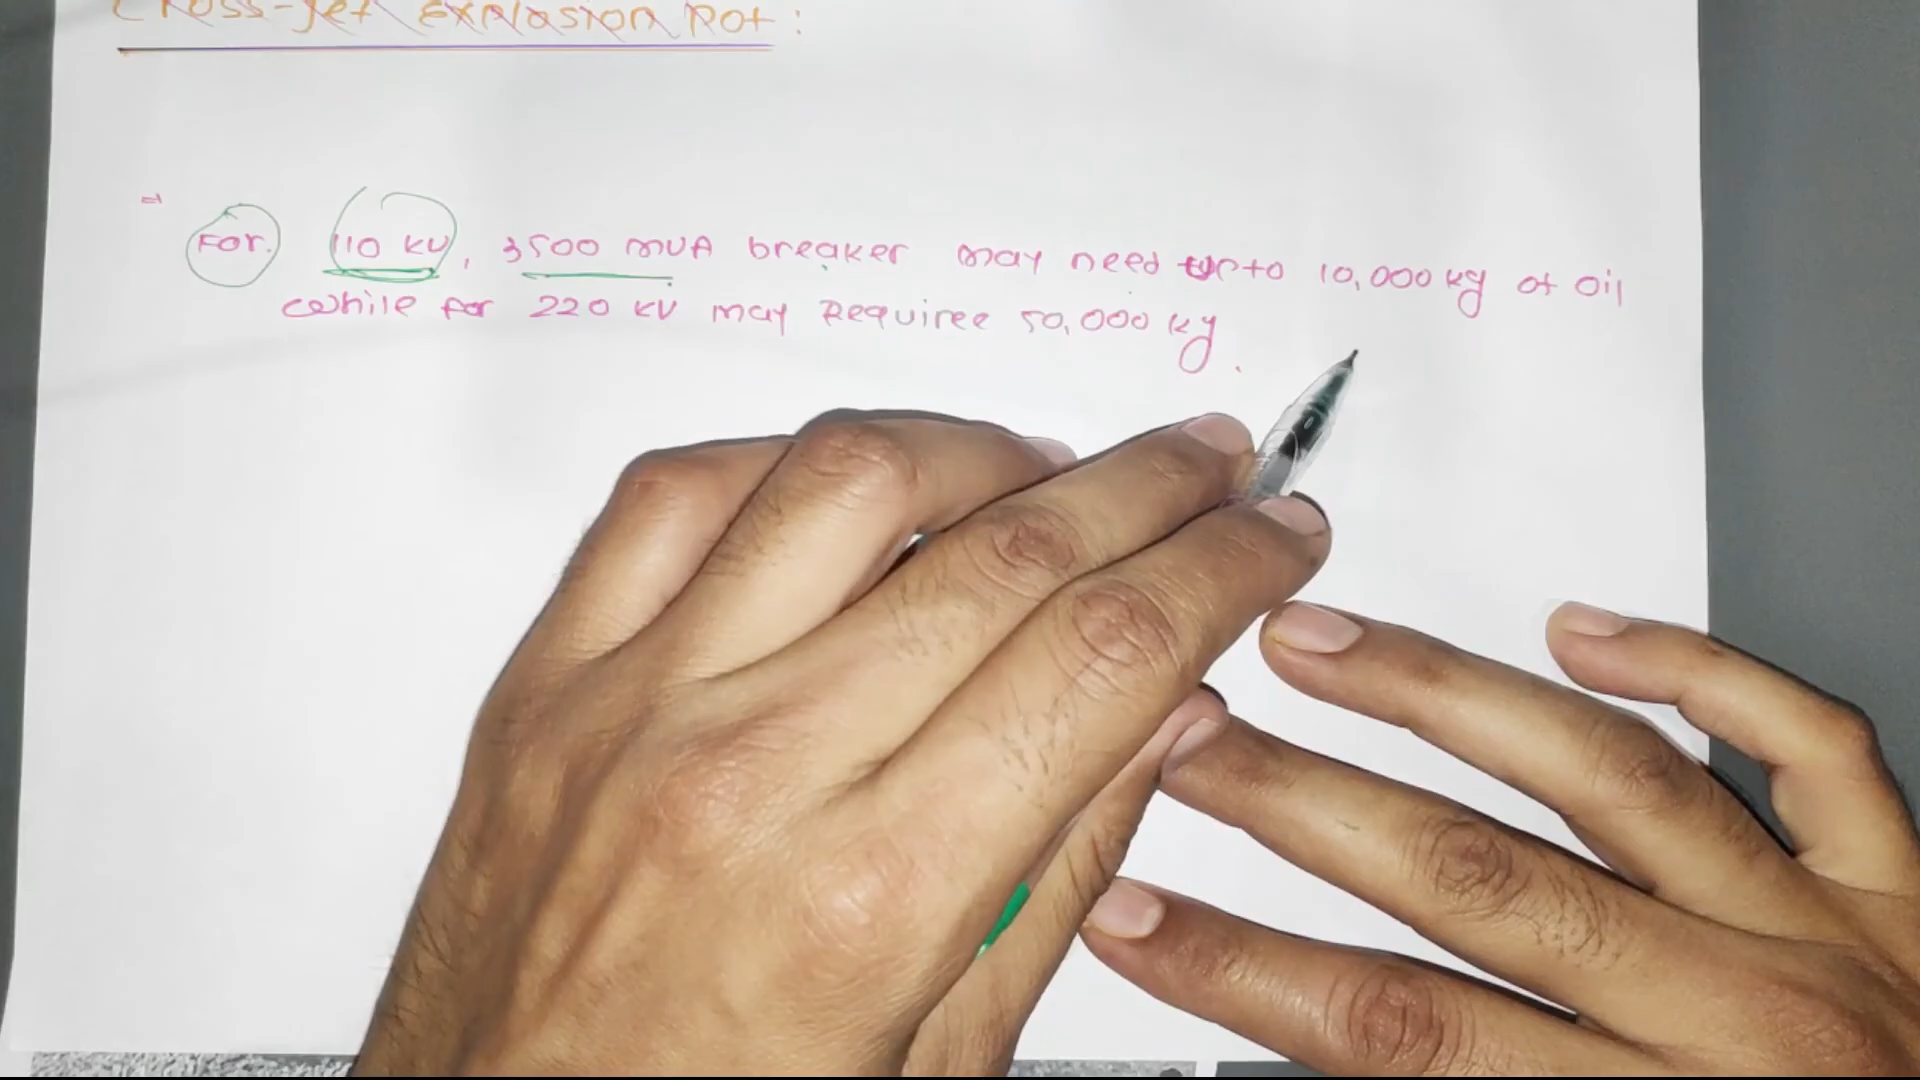 Cross-Jet Explosion Pot:
⇒ For. 110 kV, 3500 mVA breaker may need upto 10,000 kg of oil
while for 220 kV may Requiree 50,000 kg.